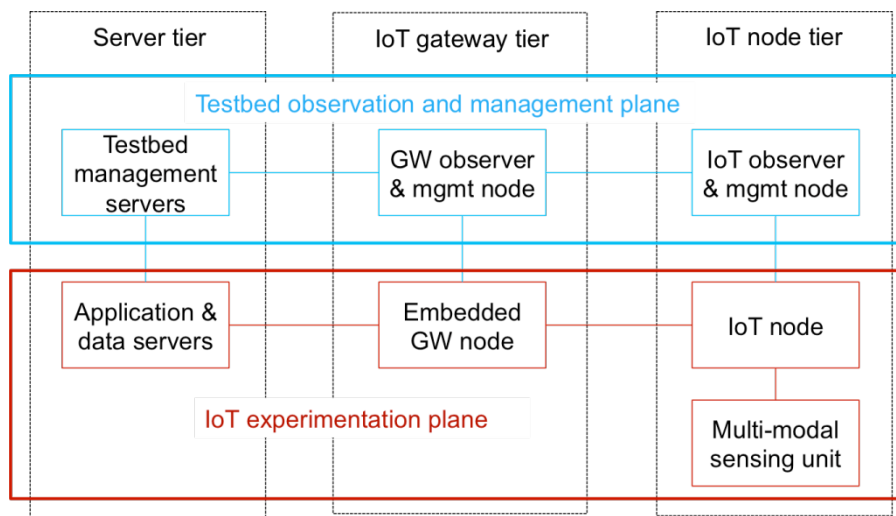 Server tier
IoT gateway tier
IoT node tier
Testbed observation and management plane
Testbed
management
servers
GW observer
& mgmt node
IoT observer
& mgmt node
Application &
data servers
Embedded
GW node
IoT node
IoT experimentation plane
Multi-modal
sensing unit